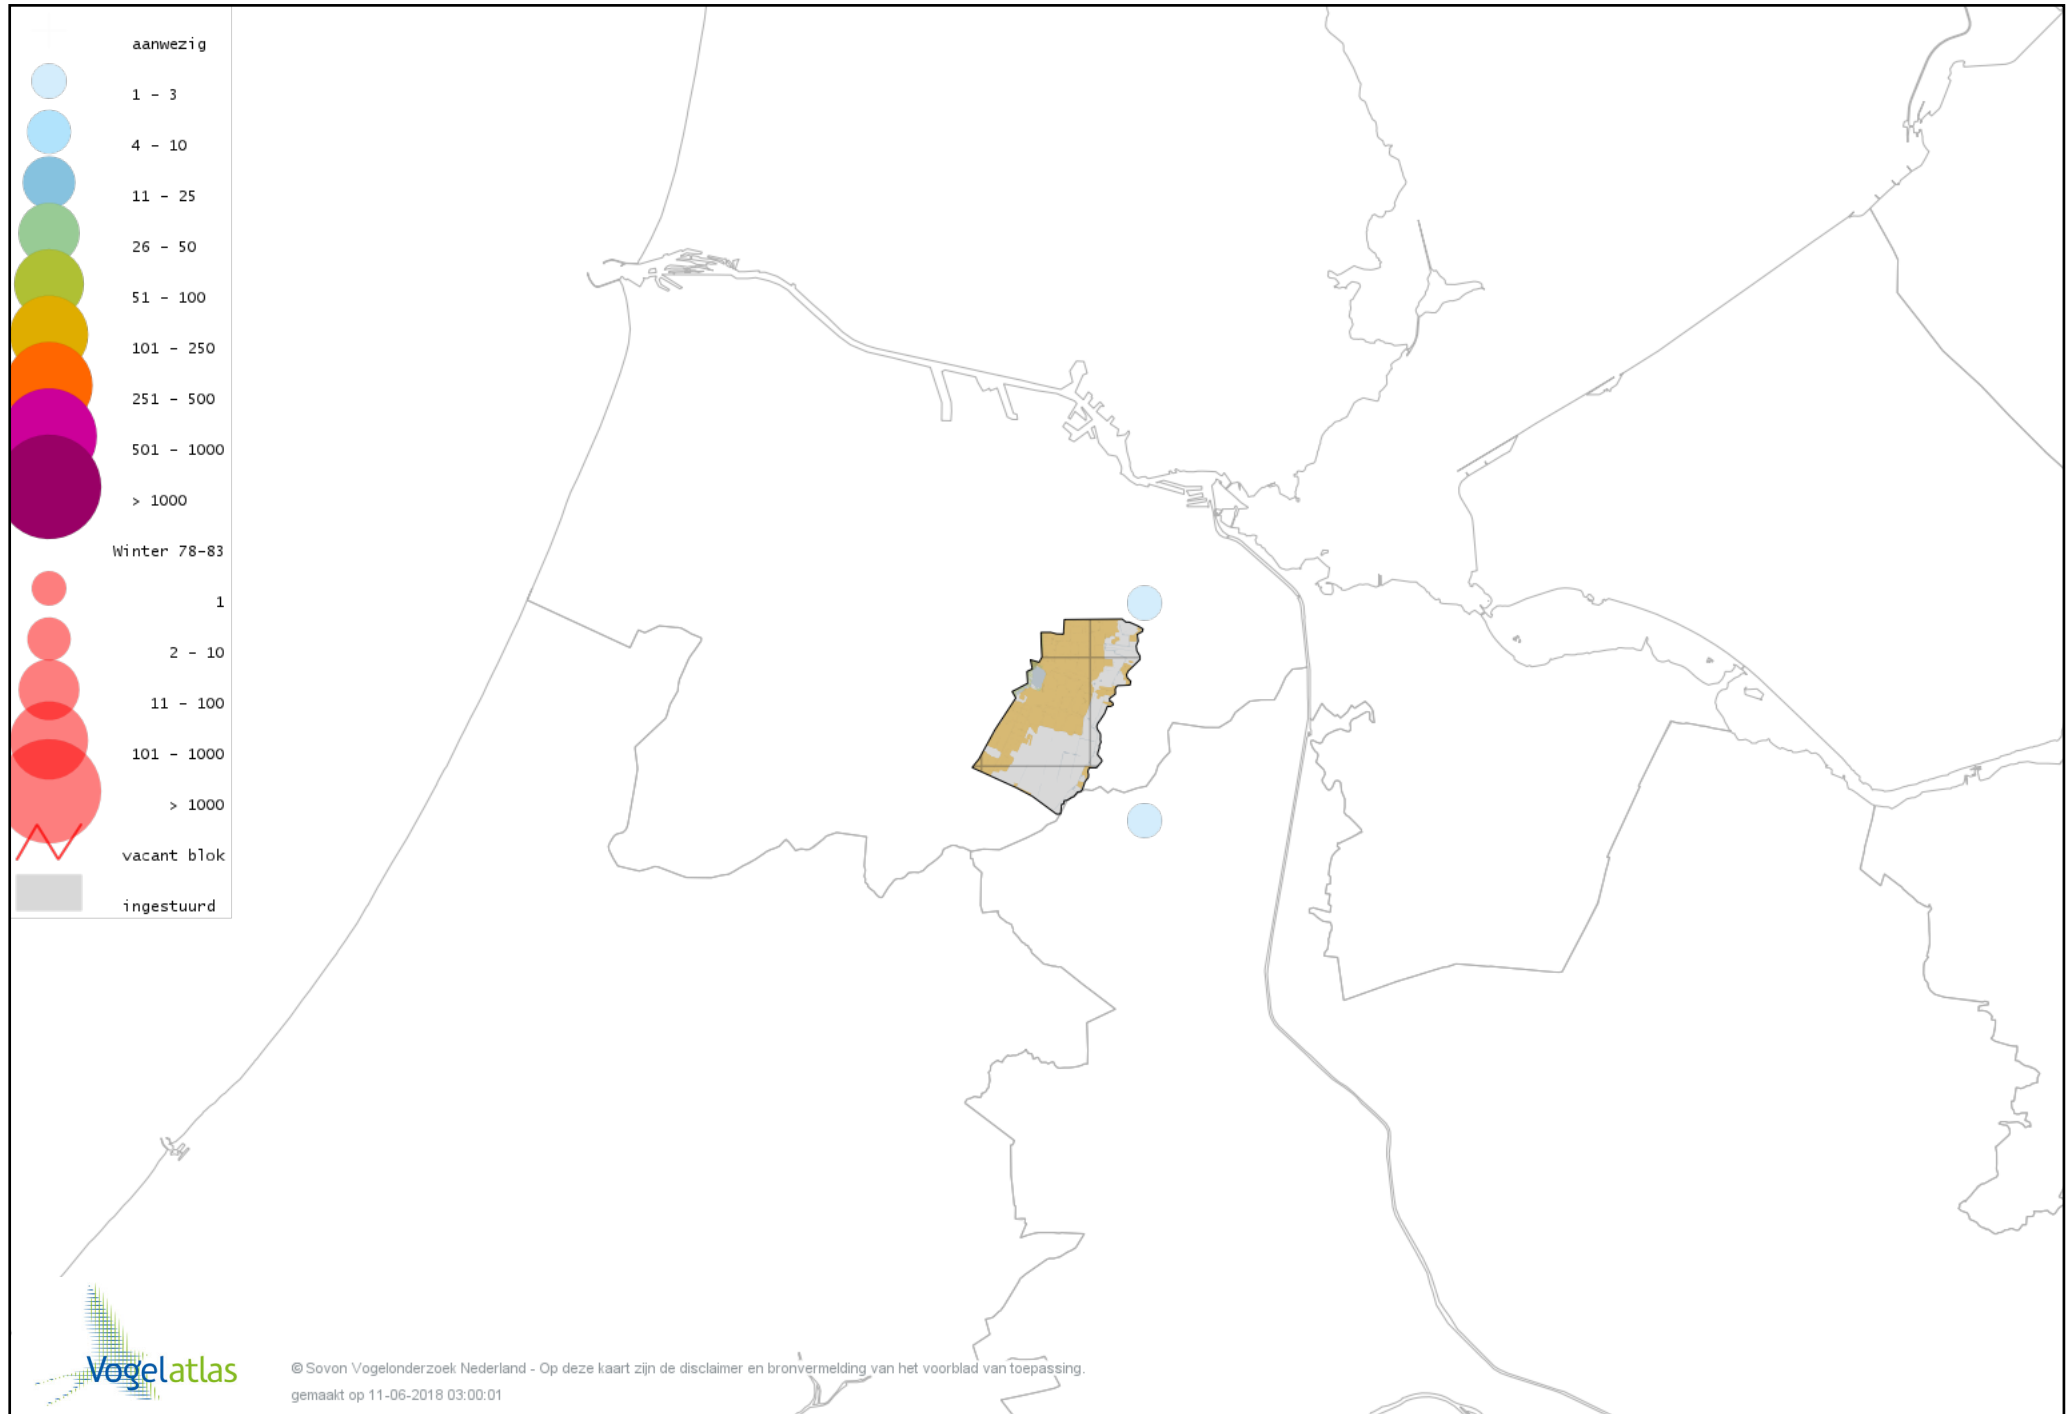 aanwezig
1 - 3
4 - 10
11 - 25
26 - 50
51 - 100
101 - 250
251 - 500
501 - 1000
> 1000
Winter 78-83
1
2 - 10
11 - 100
101 - 1000
> 1000
vacant blok
ingestuurd
Vogelatlas
© Sovon Vogelonderzoek Nederland - Op deze kaart zijn de disclaimer en bronvermelding van het voorblad van toepassing.
gemaakt op 11-06-2018 03:00:01